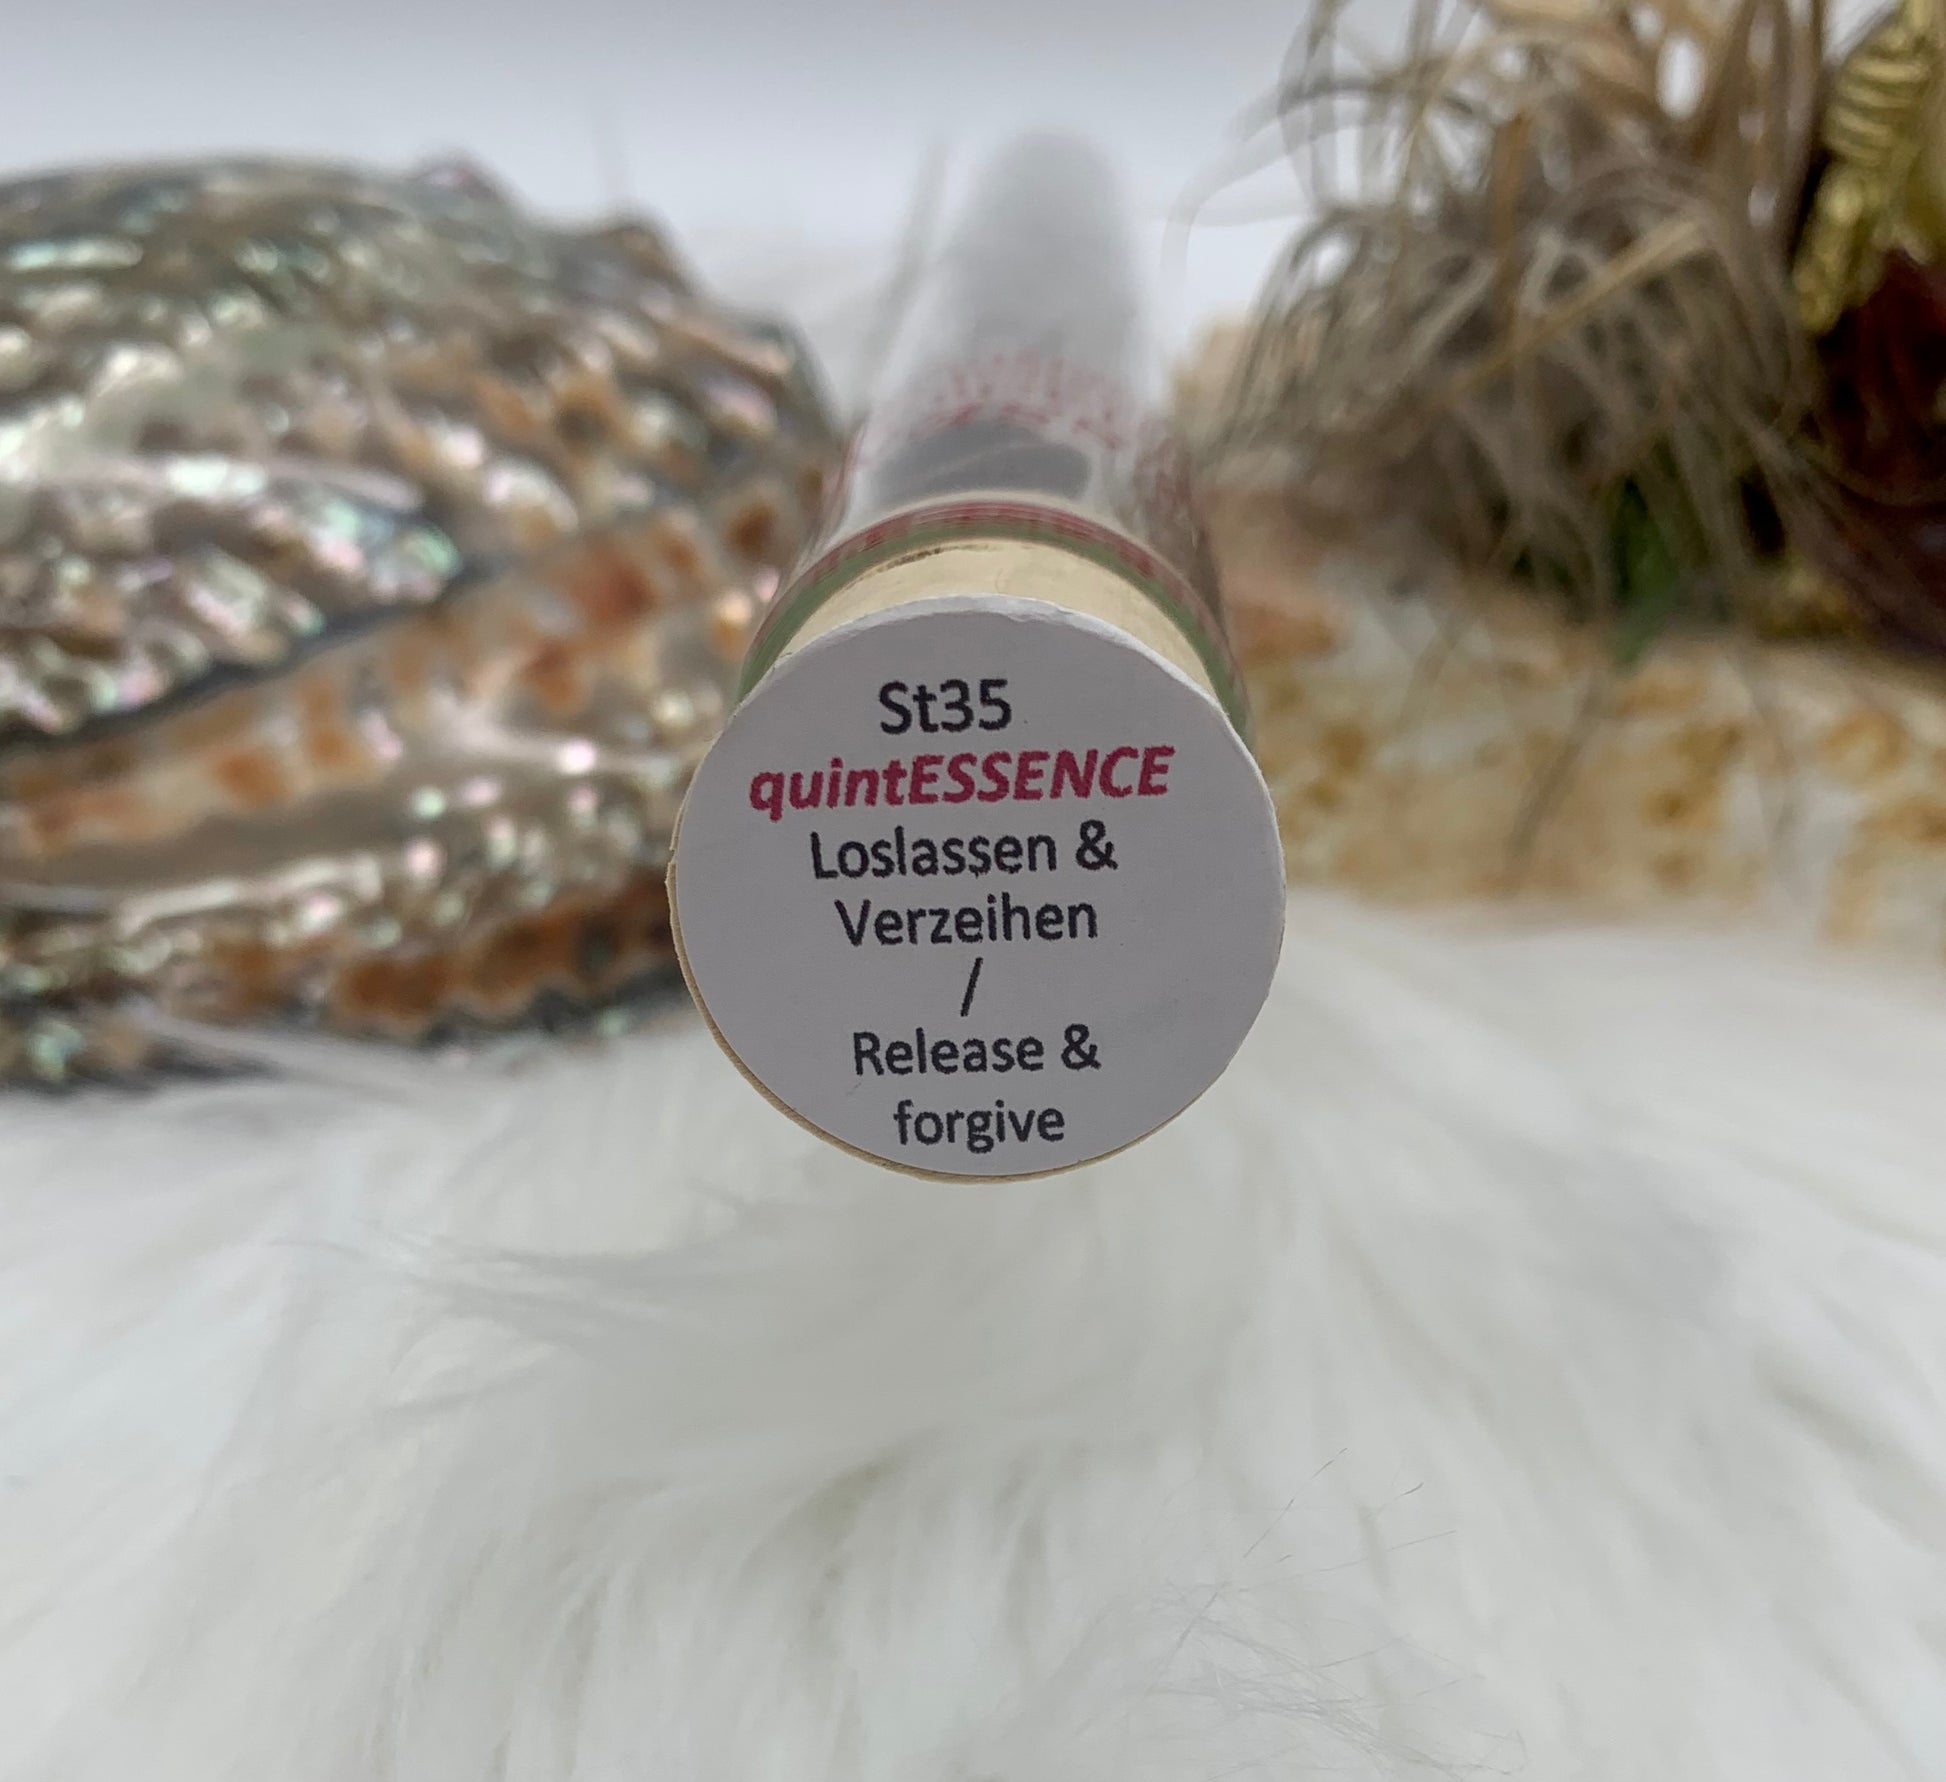 St35
quintESSENCE
Loslassen &
Verzeihen
/
Release &
forgive